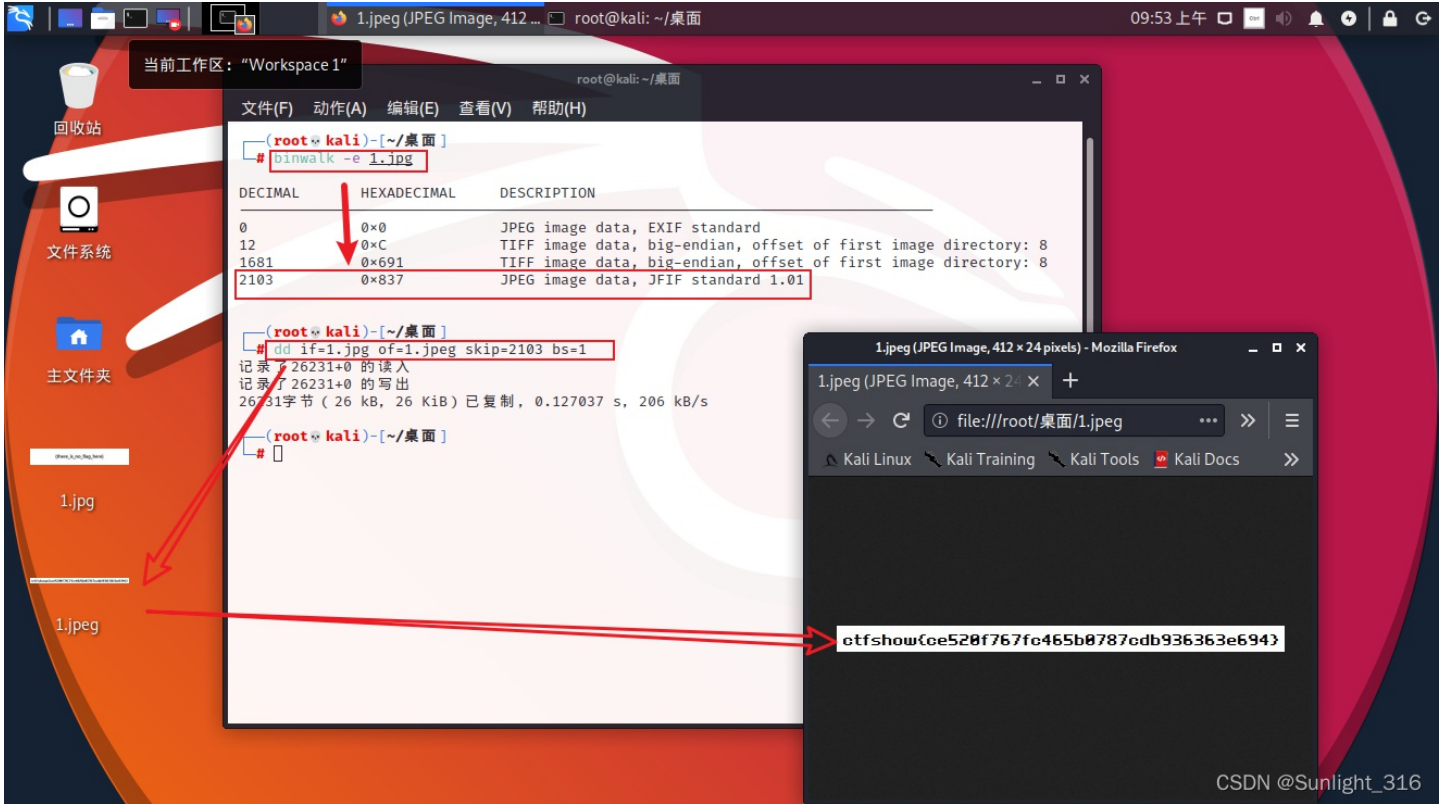 1.jpeg (JPEG Image, 412 ...
root@kali: ~/桌面
09:53 上午
当前工作区: “Workspace 1”
回收站
文件系统
主文件夹
{there_is_no_flag_here}
1.jpg
1.jpeg
root@kali: ~/桌面
文件(F) 动作(A) 编辑(E) 查看(V) 帮助(H)
(root💀kali)-[~/桌面]
# binwalk -e 1.jpg
DECIMAL HEXADECIMAL DESCRIPTION
0 0×0 JPEG image data, EXIF standard
12 0×C TIFF image data, big-endian, offset of first image directory: 8
1681 0×691 TIFF image data, big-endian, offset of first image directory: 8
2103 0×837 JPEG image data, JFIF standard 1.01
(root💀kali)-[~/桌面]
# dd if=1.jpg of=1.jpeg skip=2103 bs=1
记录了26231+0 的读入
记录了26231+0 的写出
26231字节 (26 kB, 26 KiB) 已复制, 0.127037 s, 206 kB/s
(root💀kali)-[~/桌面]
#
1.jpeg (JPEG Image, 412 × 24 pixels) - Mozilla Firefox
1.jpeg (JPEG Image, 412 × 24
file:///root/桌面/1.jpeg
Kali Linux Kali Training Kali Tools Kali Docs
ctfshow{ce520f767fc465b0787cdb936363e694}
CSDN @Sunlight_316